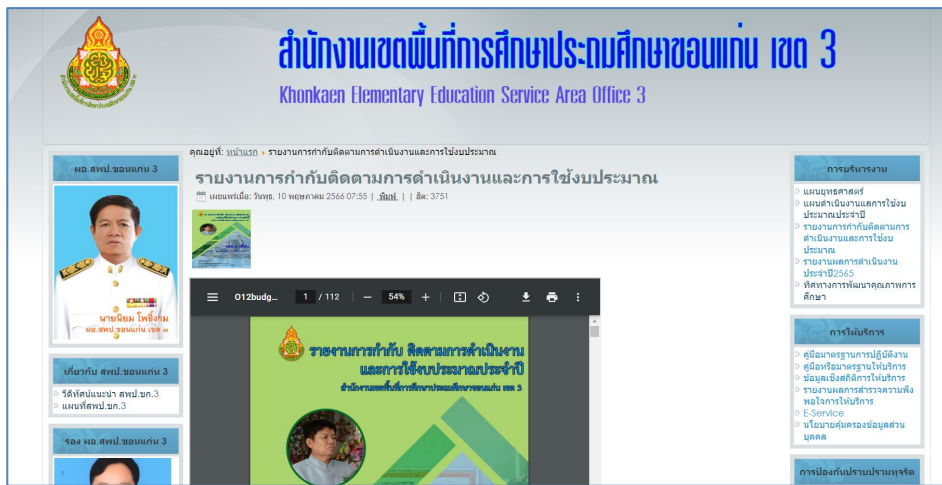 สำนักงานเขตพื้นที่การศึกษาประถมศึกษาขอนแก่น เขต 3
Khonkaen Elementary Education Service Area Office 3
คุณอยู่ที่: หน้าแรก รายงานการกำกับติดตามการดำเนินงานและการใช้งบประมาณ
ผอ.สพป.ขอนแก่น 3
นายนิยม โพธิ์งาม
ผอ.สพป.ขอนแก่น เขต ๓
เกี่ยวกับ สพป.ขอนแก่น 3
วีดีทัศน์แนะนำ สพป.ขก.3
แผนที่สพป.ขก.3
รอง ผอ.สพป.ขอนแก่น 3
รายงานการกำกับติดตามการดำเนินงานและการใช้งบประมาณ
เผยแพร่เมื่อ: วันพุธ, 10 พฤษภาคม 2566 07:55 | พิมพ์ | | ฮิต: 3751
O12budg... 1 / 112 | — 54% +
รายงานการกำกับ ติดตามการดำเนินงาน
และการใช้งบประมาณประจำปี
สำนักงานเขตพื้นที่การศึกษาประถมศึกษาขอนแก่น เขต 3
การบริหารงาน
แผนยุทธศาสตร์
แผนดำเนินงานแลการใช้งบ
ประมาณประจำปี
รายงานการกำกับติดตามการ
ดำเนินงานและการใช้งบ
ประมาณ
รายงานผลการดำเนินงาน
ประจำปี2565
ทิศทางการพัฒนาคุณภาพการ
ศึกษา
การให้บริการ
คู่มือมาตรฐานการปฏิบัติงาน
คู่มือหรือมาตรฐานให้บริการ
ข้อมูลเชิงสถิติการให้บริการ
รายงานผลการสำรวจความพึง
พอใจการให้บริการ
E-Service
นโยบายคุ้มครองข้อมูลส่วน
บุคคล
การป้องกันปราบปรามทุจริต